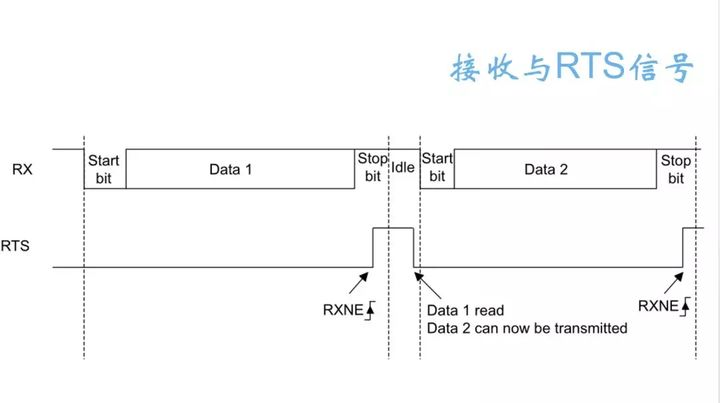 接收与RTS信号
RX
Start
bit
Data 1
Stop
bit
Idle
Start
bit
Data 2
Stop
bit
RTS
RXNE
Data 1 read
Data 2 can now be transmitted
RXNE